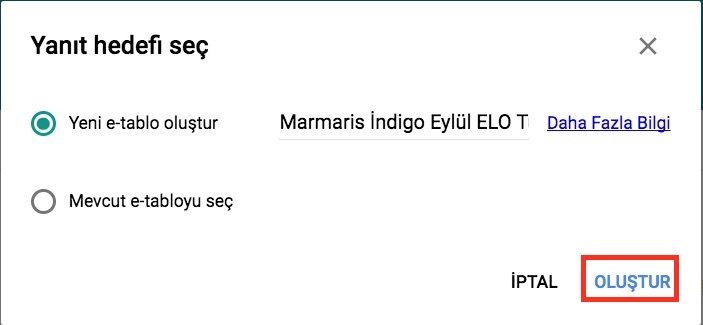 Yanıt hedefi seç
Yeni e-tablo oluştur
Marmaris İndigo Eylül ELO
Daha Fazla Bilgi
Mevcut e-tabloyu seç
İPTAL
OLUŞTUR